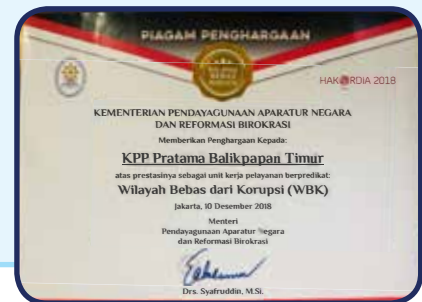 PIAGAM PENGHARGAAN
HAKORDIA 2018
KEMENTERIAN PENDAYAGUNAAN APARATUR NEGARA
DAN REFORMASI BIROKRASI
Memberikan Penghargaan Kepada:
KPP Pratama Balikpapan Timur
atas prestasinya sebagai unit kerja pelayanan berpredikat:
Wilayah Bebas dari Korupsi (WBK)
Jakarta, 10 Desember 2018
Menteri
Pendayagunaan Aparatur Negara
dan Reformasi Birokrasi
Drs. Syafruddin, M.Si.